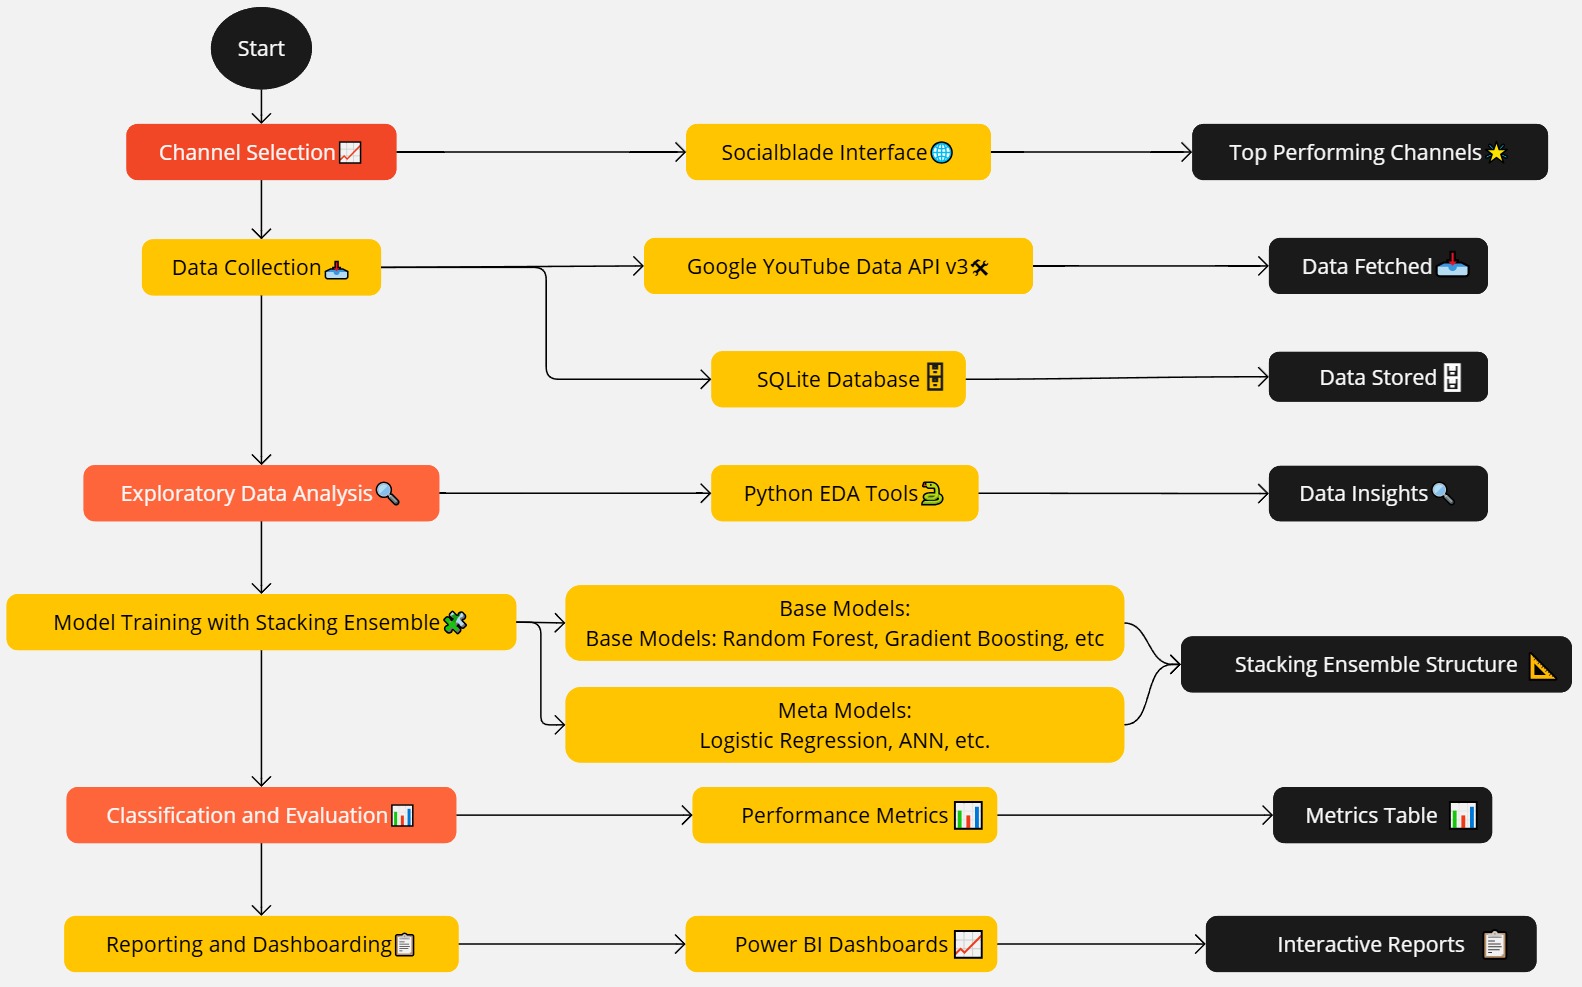 Start
Channel Selection
Socialblade Interface
Top Performing Channels
Data Collection
Google YouTube Data API v3
Data Fetched
SQLite Database
Data Stored
Exploratory Data Analysis
Python EDA Tools
Data Insights
Model Training with Stacking Ensemble
Base Models:
Base Models: Random Forest, Gradient Boosting, etc
Meta Models:
Logistic Regression, ANN, etc.
Stacking Ensemble Structure
Classification and Evaluation
Performance Metrics
Metrics Table
Reporting and Dashboarding
Power BI Dashboards
Interactive Reports